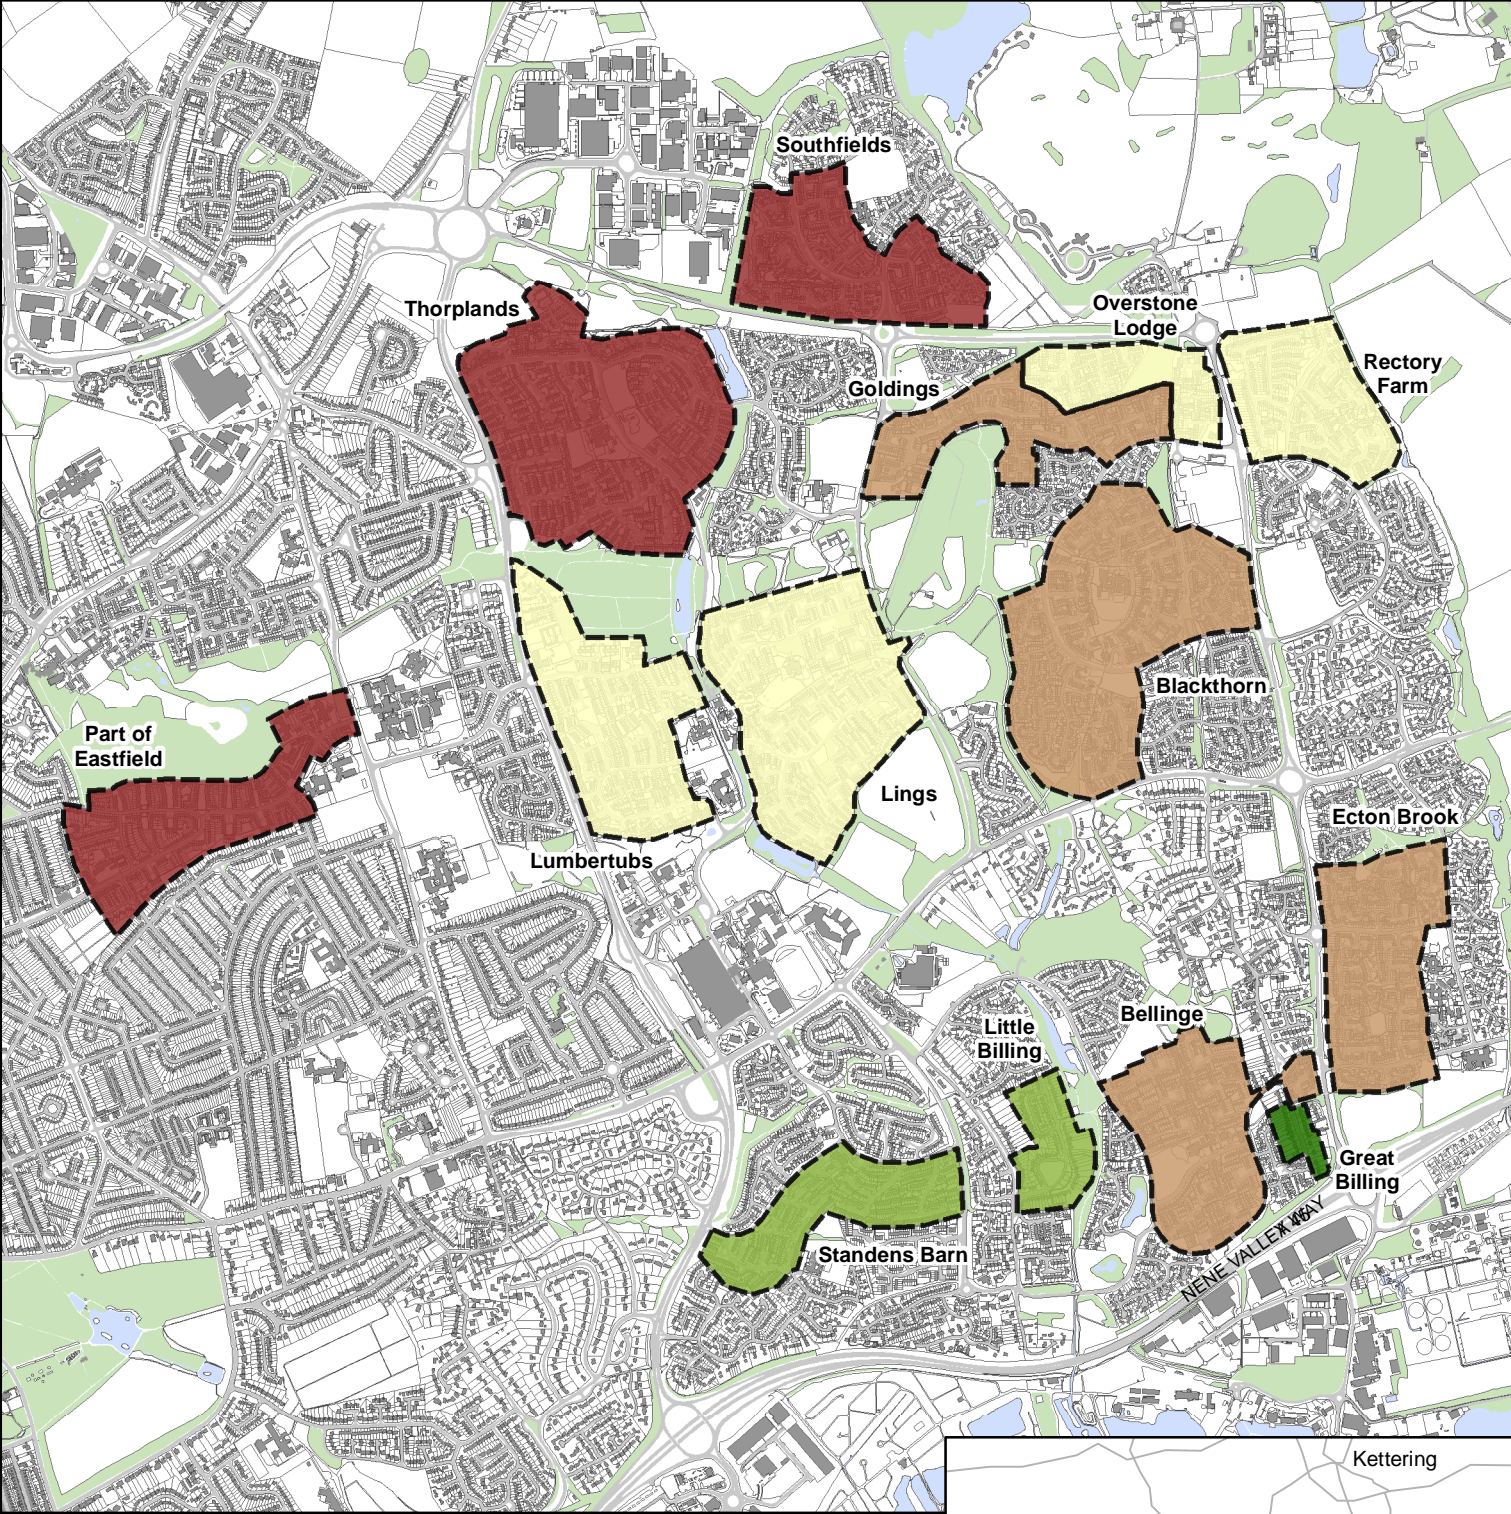 Southfields
Thorplands
Overstone
Lodge
Rectory
Farm
Goldings
Blackthorn
Part of
Eastfield
Lings
Ecton Brook
Lumbertubs
Bellinge
Little
Billing
Great
Billing
Standens Barn
NENE VALLEY WAY
Kettering